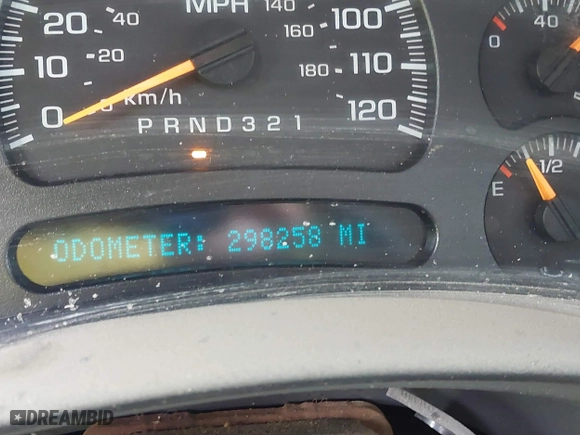 MPH
20 40 140 100
160
0 40
10 20 180 110
0 km/h 120
PRND321
E 1/2
ODOMETER: 298258 MI
DREAMBID